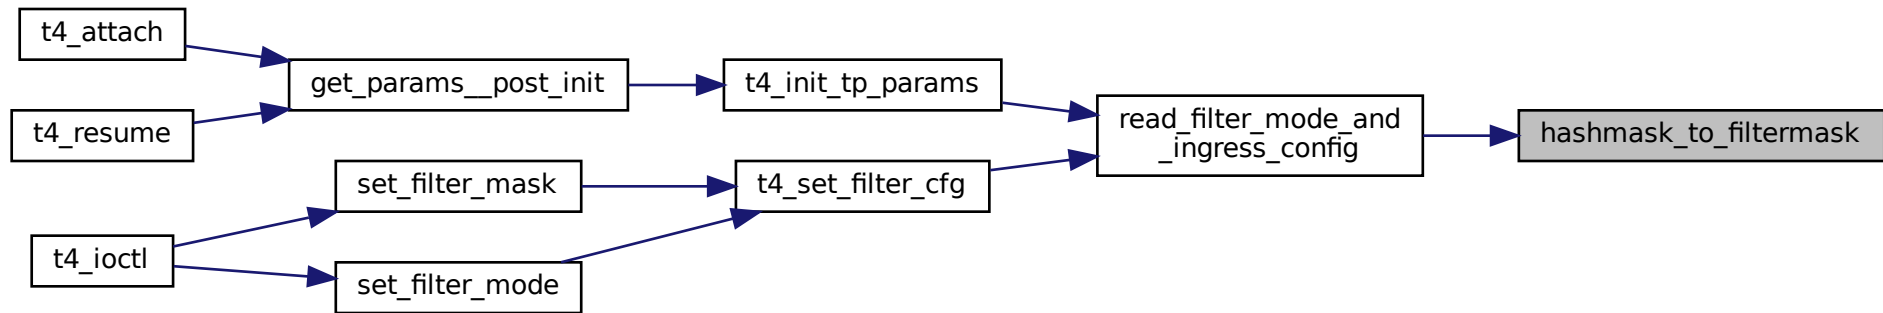 t4_attach
get_params__post_init
t4_init_tp_params
t4_resume
read_filter_mode_and
_ingress_config
hashmask_to_filtermask
set_filter_mask
t4_set_filter_cfg
t4_ioctl
set_filter_mode